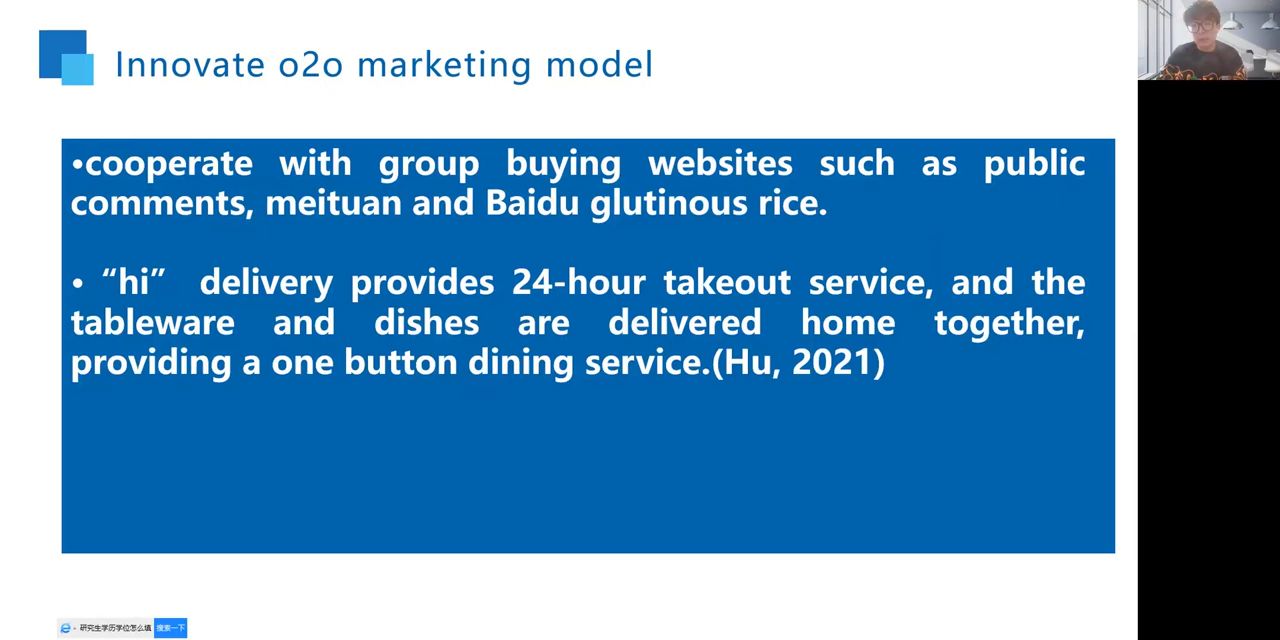 Innovate o2o marketing model
•cooperate with group buying websites such as public
comments, meituan and Baidu glutinous rice.
• “hi” delivery provides 24-hour takeout service, and the
tableware and dishes are delivered home together,
providing a one button dining service.(Hu, 2021)
研究生学历学位怎么填 搜索一下